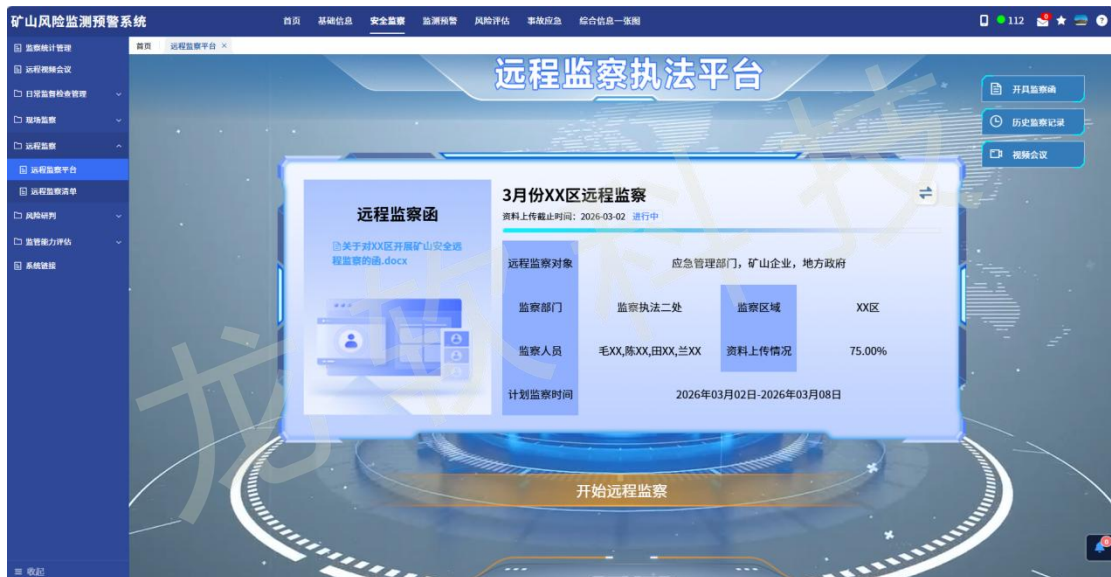 矿山风险监测预警系统
首页 基础信息 安全监察 监测预警 风险评估 事故应急 综合信息一张图
112
监察统计管理
远程视频会议
日常监督检查管理
现场监察
远程监察
远程监察平台
远程监察清单
风险研判
监管能力评估
系统链接
收起
首页 远程监察平台 ×
远程监察执法平台
开具监察函
历史监察记录
视频会议
远程监察函
关于对XX区开展矿山安全远
程监察的函.docx
3月份XX区远程监察
资料上传截止时间：2026-03-02 进行中
远程监察对象 应急管理部门，矿山企业，地方政府
监察部门 监察执法二处 监察区域 XX区
监察人员 毛XX,陈XX,田XX,兰XX 资料上传情况 75.00%
计划监察时间 2026年03月02日-2026年03月08日
开始远程监察
龙软科技